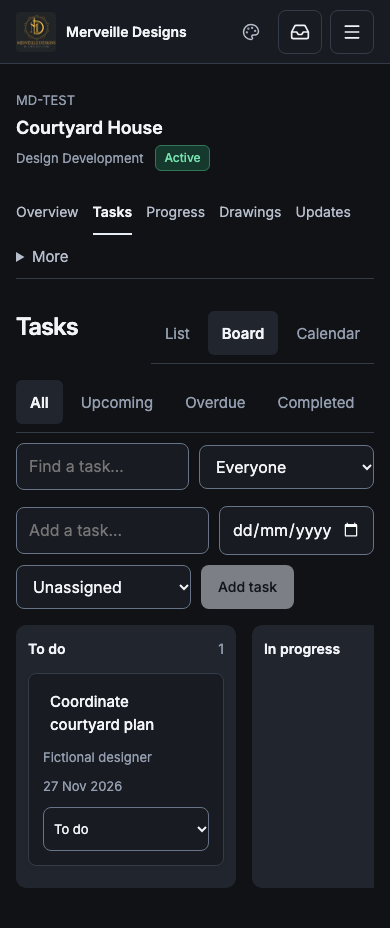 MERVEILLE DESIGNS
Merveille Designs
MD-TEST
Courtyard House
Design Development Active
Overview Tasks Progress Drawings Updates
More
Tasks
List Board Calendar
All Upcoming Overdue Completed
Find a task... Everyone
Add a task... dd/mm/yyyy
Unassigned Add task
To do 1 In progress
Coordinate
courtyard plan
Fictional designer
27 Nov 2026
To do